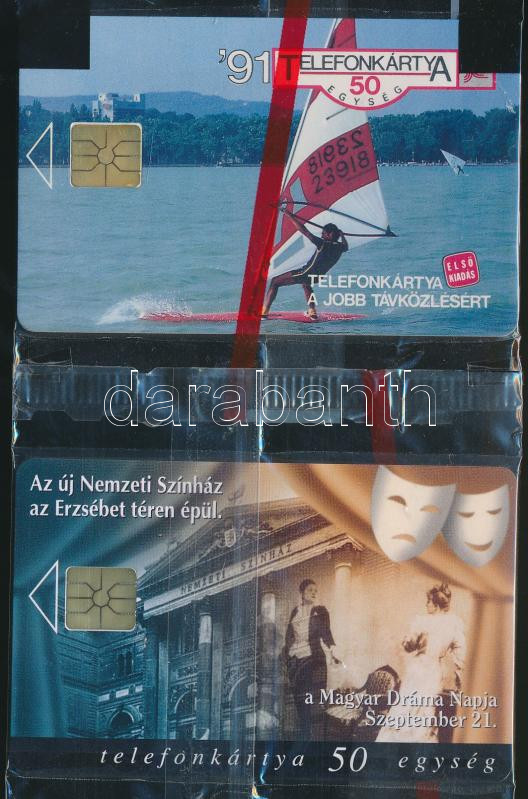 '91 TELEFONKÁRTYA
50
EGYSÉG
23918
23918
ELSŐ
KIADÁS
TELEFONKÁRTYA
A JOBB TÁVKÖZLÉSÉRT
darabanth
Az új Nemzeti Színház
az Erzsébet téren épül.
NEMZETI SZÍNHÁZ
a Magyar Dráma Napja
Szeptember 21.
telefonkártya 50 egység